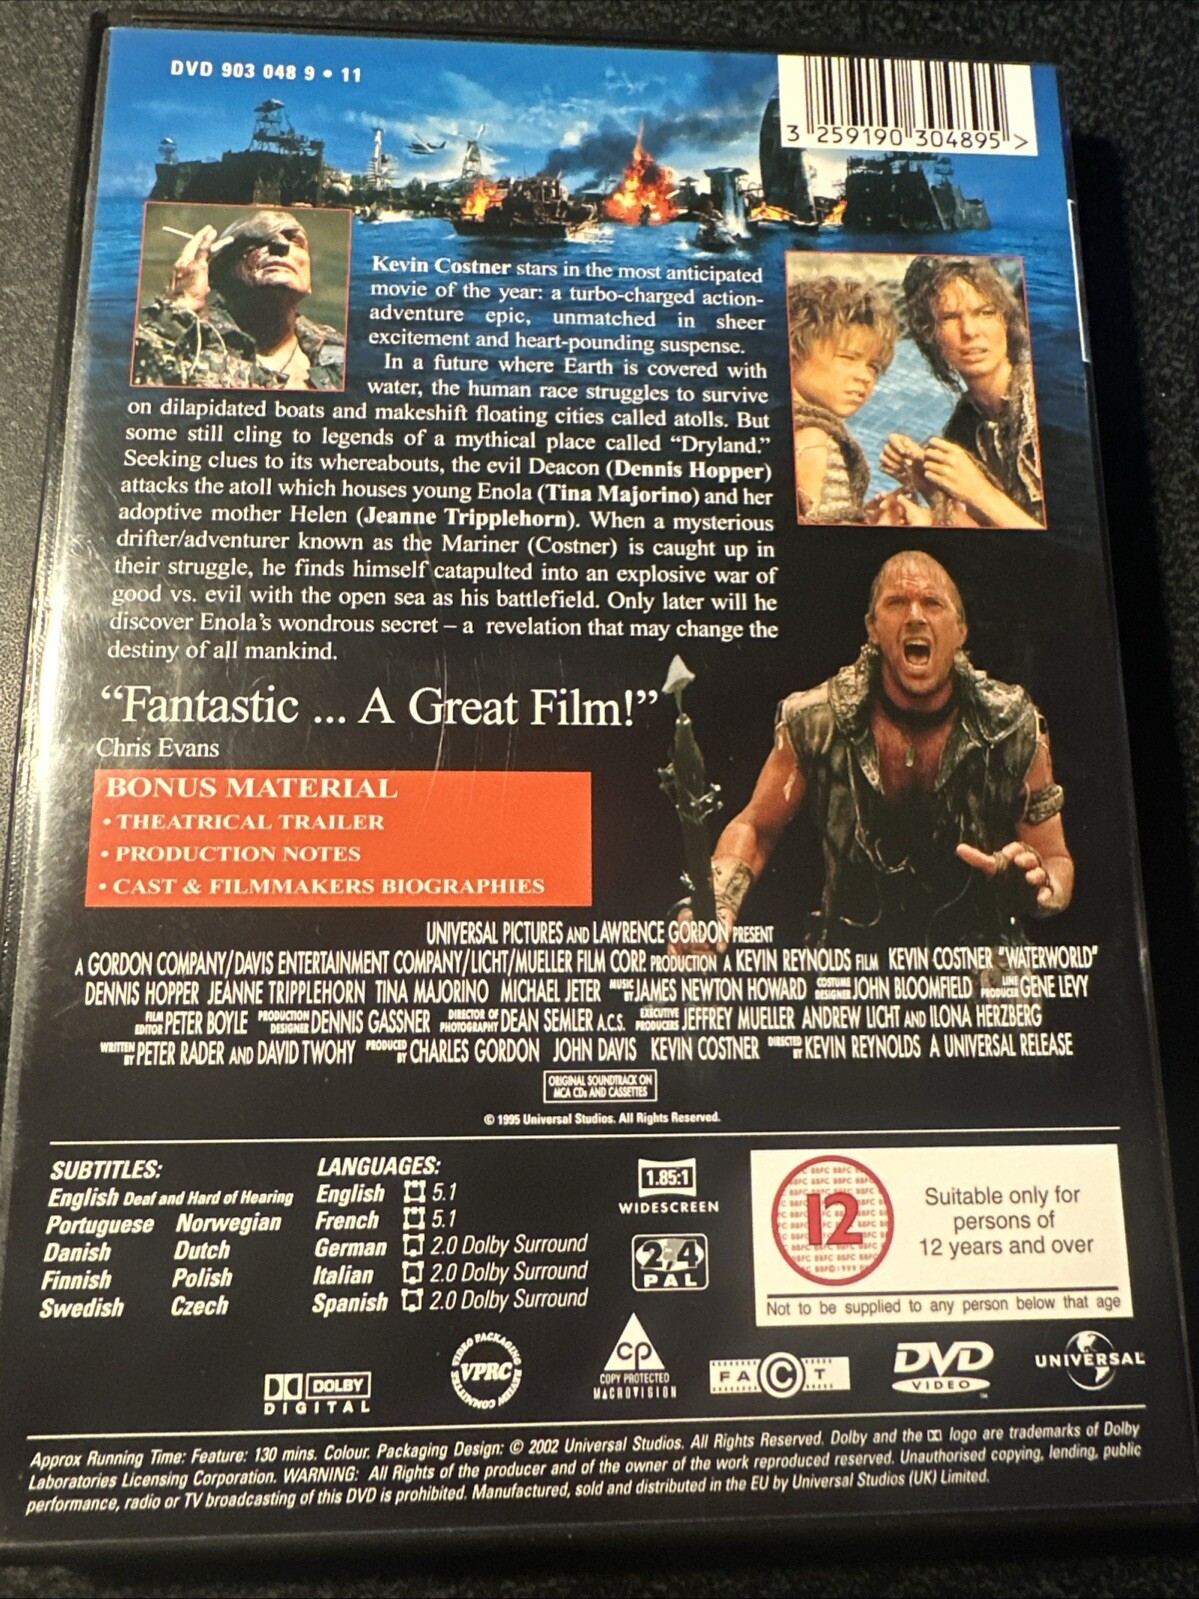 DVD 903 048 9 • 11
3 259190 304895 >
Kevin Costner stars in the most anticipated
movie of the year: a turbo-charged action-
adventure epic, unmatched in sheer
excitement and heart-pounding suspense.
In a future where Earth is covered with
water, the human race struggles to survive
on dilapidated boats and makeshift floating cities called atolls. But
some still cling to legends of a mythical place called “Dryland.”
Seeking clues to its whereabouts, the evil Deacon (Dennis Hopper)
attacks the atoll which houses young Enola (Tina Majorino) and her
adoptive mother Helen (Jeanne Tripplehorn). When a mysterious
drifter/adventurer known as the Mariner (Costner) is caught up in
their struggle, he finds himself catapulted into an explosive war of
good vs. evil with the open sea as his battlefield. Only later will he
discover Enola’s wondrous secret – a revelation that may change the
destiny of all mankind.
“Fantastic ... A Great Film!”
Chris Evans
BONUS MATERIAL
• THEATRICAL TRAILER
• PRODUCTION NOTES
• CAST & FILMMAKERS BIOGRAPHIES
UNIVERSAL PICTURES AND LAWRENCE GORDON PRESENT
A GORDON COMPANY/DAVIS ENTERTAINMENT COMPANY/LICHT/MUELLER FILM CORP. PRODUCTION A KEVIN REYNOLDS FILM KEVIN COSTNER "WATERWORLD"
DENNIS HOPPER JEANNE TRIPPLEHORN TINA MAJORINO MICHAEL JETER MUSIC BY JAMES NEWTON HOWARD COSTUME DESIGNER JOHN BLOOMFIELD LINE PRODUCER GENE LEVY
FILM EDITOR PETER BOYLE PRODUCTION DESIGNER DENNIS GASSNER DIRECTOR OF PHOTOGRAPHY DEAN SEMLER A.C.S. EXECUTIVE PRODUCERS JEFFREY MUELLER ANDREW LICHT AND ILONA HERZBERG
WRITTEN BY PETER RADER AND DAVID TWOHY PRODUCED BY CHARLES GORDON JOHN DAVIS KEVIN COSTNER DIRECTED BY KEVIN REYNOLDS A UNIVERSAL RELEASE
ORIGINAL SOUNDTRACK ON
MCA CDs AND CASSETTES
© 1995 Universal Studios. All Rights Reserved.
SUBTITLES:
English Deaf and Hard of Hearing
Portuguese Norwegian
Danish Dutch
Finnish Polish
Swedish Czech
LANGUAGES:
English 5.1
French 5.1
German 2.0 Dolby Surround
Italian 2.0 Dolby Surround
Spanish 2.0 Dolby Surround
1.85:1
WIDESCREEN
2,4
PAL
12
Suitable only for
persons of
12 years and over
Not to be supplied to any person below that age
DOLBY
DIGITAL
VIDEO PACKAGING REVIEW COMMITTEE
VPRC
CP
COPY PROTECTED
MACROVISION
FACT
DVD
VIDEO
UNIVERSAL
Approx Running Time: Feature: 130 mins. Colour. Packaging Design: © 2002 Universal Studios. All Rights Reserved. Dolby and the logo are trademarks of Dolby
Laboratories Licensing Corporation. WARNING: All Rights of the producer and of the owner of the work reproduced reserved. Unauthorised copying, lending, public
performance, radio or TV broadcasting of this DVD is prohibited. Manufactured, sold and distributed in the EU by Universal Studios (UK) Limited.